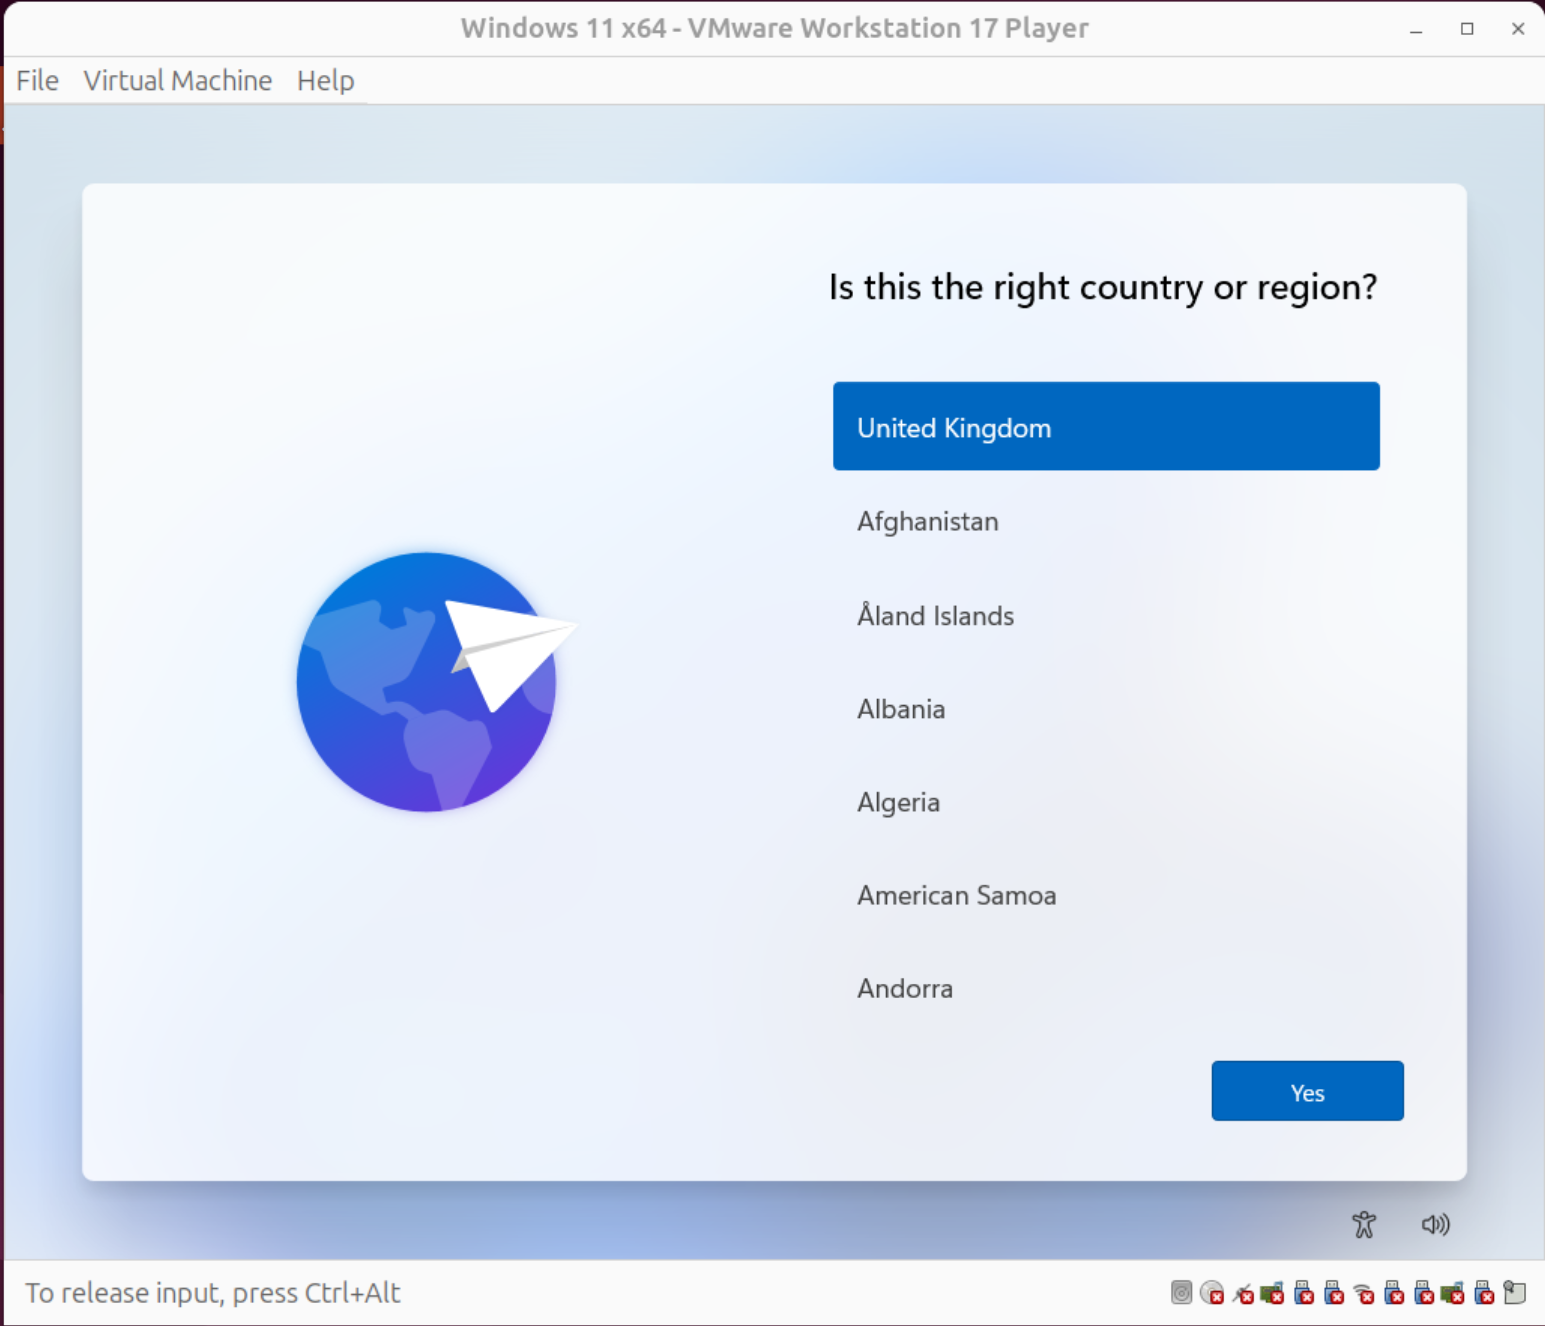 Windows 11 x64 - VMware Workstation 17 Player
File Virtual Machine Help
Is this the right country or region?
United Kingdom
Afghanistan
Åland Islands
Albania
Algeria
American Samoa
Andorra
Yes
To release input, press Ctrl+Alt